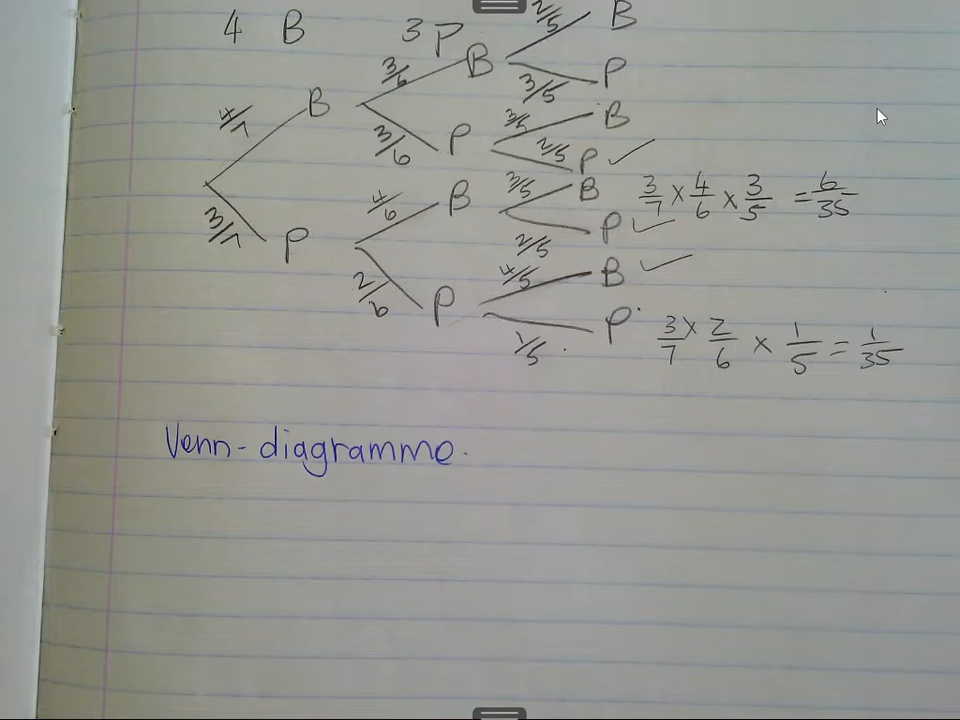 4 B 3 P
2/5 B
3/6 B
3/5 P
4/7 B
3/5 B
3/6 P
2/5 P ✓
4/6 B 3/5 B 3/7 × 4/6 × 3/5 = 6/35
3/7 P
2/5 P ✓
4/5 B ✓
2/6 P
1/5 P 3/7 × 2/6 × 1/5 = 1/35
Venn-diagramme.